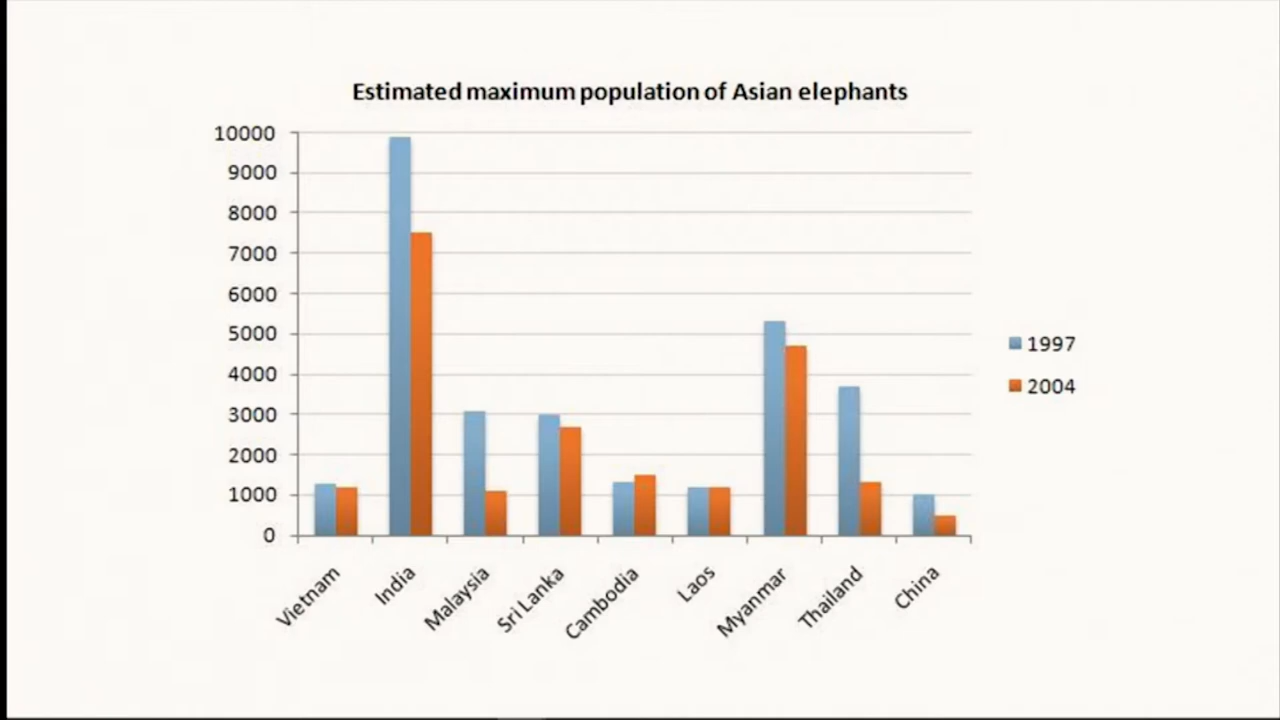 Estimated maximum population of Asian elephants
10000
9000
8000
7000
6000
5000
4000
3000
2000
1000
0
1997
2004
Vietnam
India
Malaysia
Sri Lanka
Cambodia
Laos
Myanmar
Thailand
China